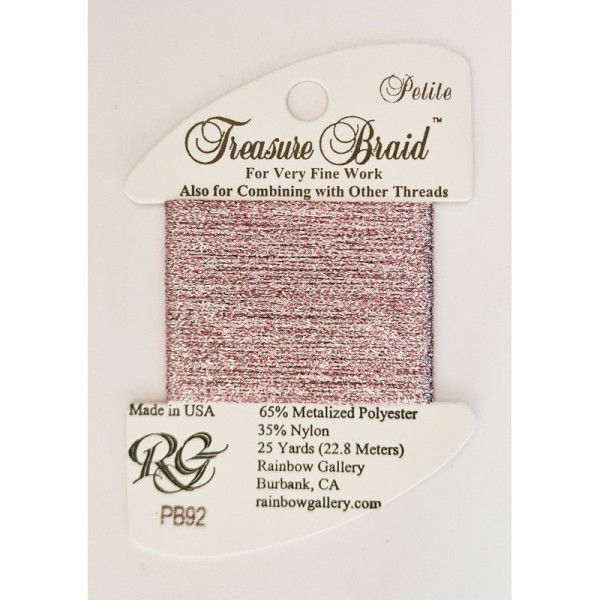 Petite
Treasure Braid™
For Very Fine Work
Also for Combining with Other Threads
Made in USA
RG
PB92
65% Metalized Polyester
35% Nylon
25 Yards (22.8 Meters)
Rainbow Gallery
Burbank, CA
rainbowgallery.com